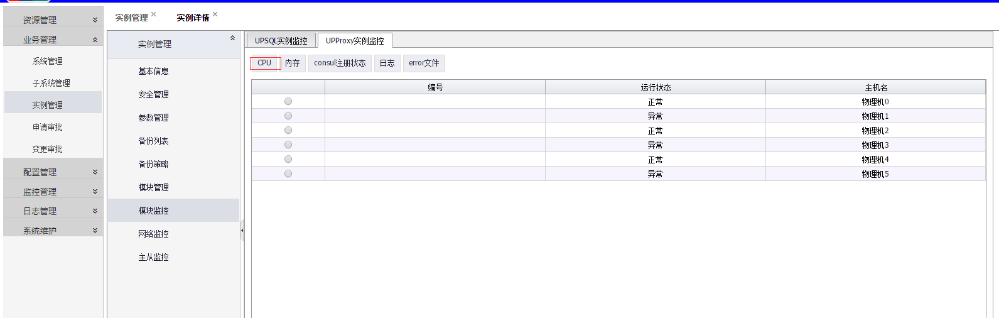 实例管理 实例详情
资源管理
业务管理
系统管理
子系统管理
实例管理
申请审批
变更审批
配置管理
监控管理
日志管理
系统维护
实例管理
基本信息
安全管理
参数管理
备份列表
备份策略
模块管理
模块监控
网络监控
主从监控
UPSQL实例监控 UPProxy实例监控
CPU 内存 consul注册状态 日志 error文件
编号 运行状态 主机名
正常 物理机0
异常 物理机1
正常 物理机2
异常 物理机3
正常 物理机4
异常 物理机5